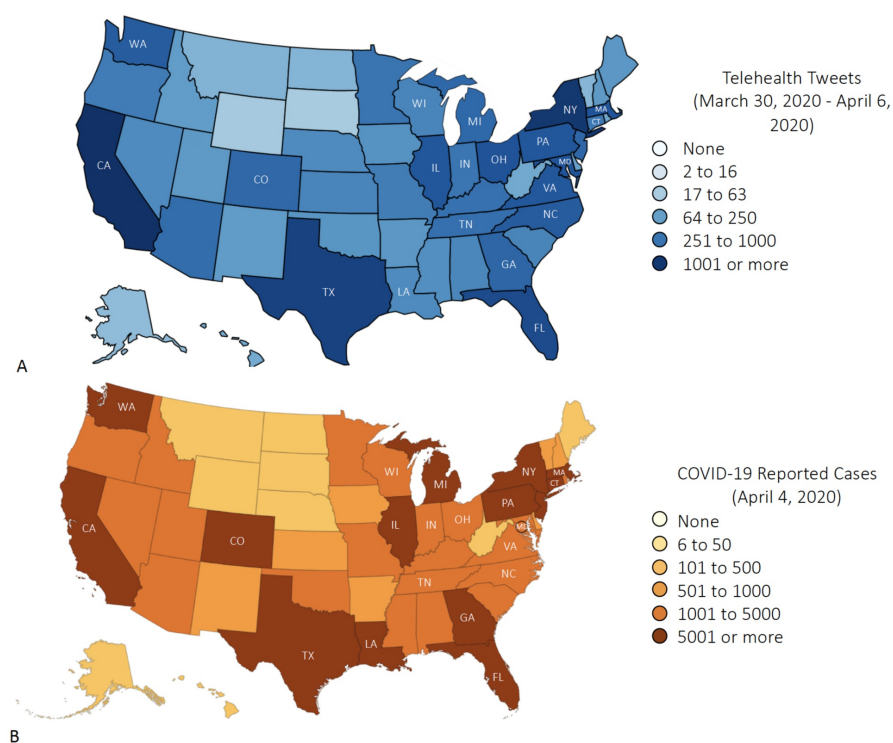 Telehealth Tweets
(March 30, 2020 - April 6,
2020)
None
2 to 16
17 to 63
64 to 250
251 to 1000
1001 or more
WA
CA
CO
TX
WI
MI
IL
IN
OH
TN
LA
GA
FL
NC
VA
MD
PA
NY
MA
CT
A
COVID-19 Reported Cases
(April 4, 2020)
None
6 to 50
101 to 500
501 to 1000
1001 to 5000
5001 or more
WA
CA
CO
TX
WI
MI
IL
IN
OH
TN
LA
GA
FL
NC
VA
MD
PA
NY
MA
CT
B